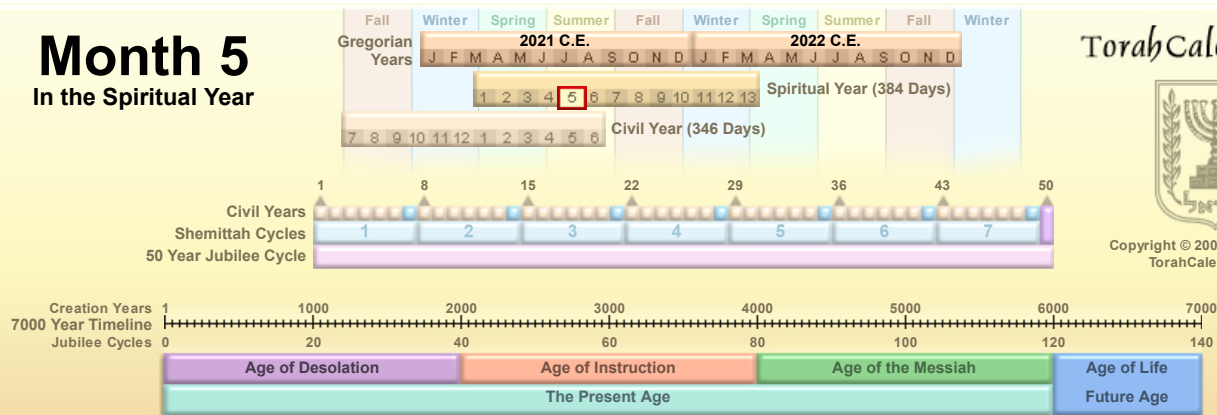 Fall Winter Spring Summer Fall Winter Spring Summer Fall Winter
Month 5
In the Spiritual Year
Gregorian Years
2021 C.E. 2022 C.E.
J F M A M J J A S O N D J F M A M J J A S O N D
1 2 3 4 5 6 7 8 9 10 11 12 13 Spiritual Year (384 Days)
7 8 9 10 11 12 1 2 3 4 5 6 Civil Year (346 Days)
TorahCal
1 8 15 22 29 36 43 50
Civil Years
Shemittah Cycles 1 2 3 4 5 6 7
50 Year Jubilee Cycle
Copyright © 200
TorahCale
Creation Years 1 1000 2000 3000 4000 5000 6000 7000
7000 Year Timeline
Jubilee Cycles 0 20 40 60 80 100 120 140
Age of Desolation Age of Instruction Age of the Messiah Age of Life
The Present Age Future Age